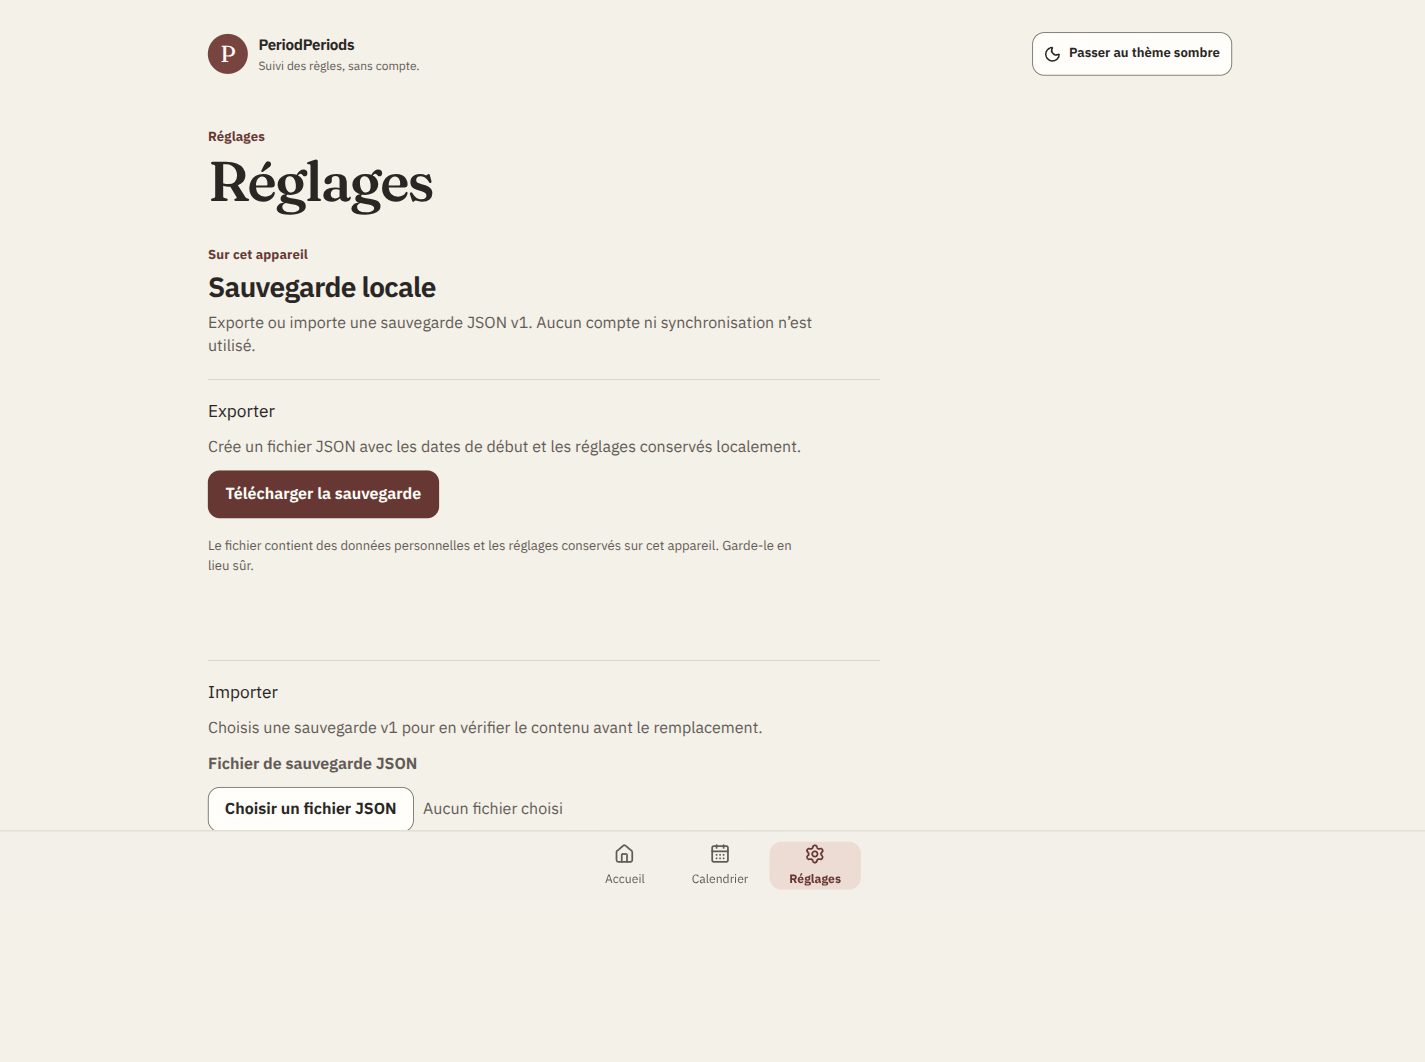 P
PeriodPeriods
Suivi des règles, sans compte.
Passer au thème sombre
Réglages
Réglages
Sur cet appareil
Sauvegarde locale
Exporte ou importe une sauvegarde JSON v1. Aucun compte ni synchronisation n’est
utilisé.
Exporter
Crée un fichier JSON avec les dates de début et les réglages conservés localement.
Télécharger la sauvegarde
Le fichier contient des données personnelles et les réglages conservés sur cet appareil. Garde-le en
lieu sûr.
Importer
Choisis une sauvegarde v1 pour en vérifier le contenu avant le remplacement.
Fichier de sauvegarde JSON
Choisir un fichier JSON
Aucun fichier choisi
Accueil
Calendrier
Réglages